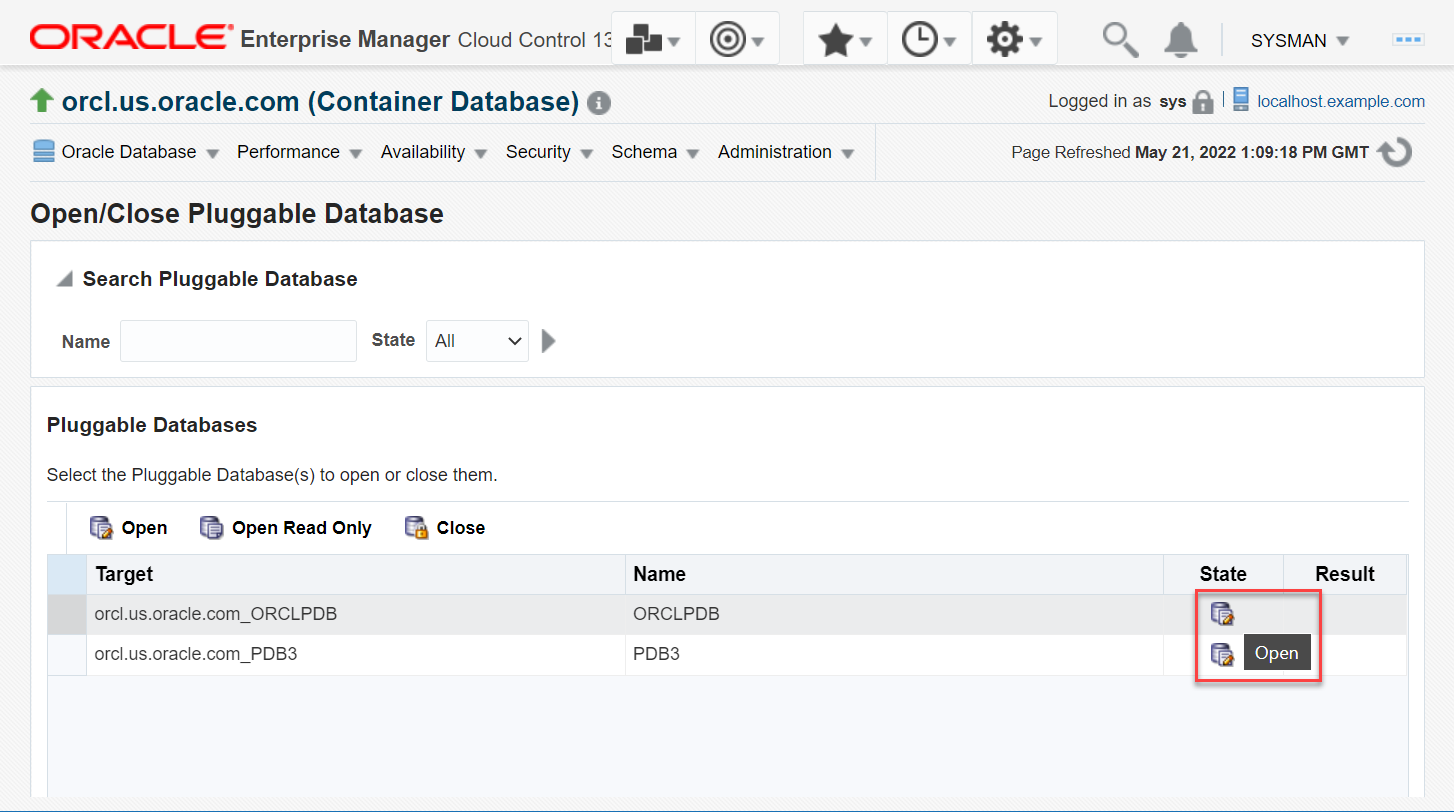 ORACLE® Enterprise Manager Cloud Control 13 SYSMAN
orcl.us.oracle.com (Container Database) Logged in as sys localhost.example.com
Oracle Database Performance Availability Security Schema Administration Page Refreshed May 21, 2022 1:09:18 PM GMT
Open/Close Pluggable Database
Search Pluggable Database
Name State All
Pluggable Databases
Select the Pluggable Database(s) to open or close them.
Open Open Read Only Close
Target Name State Result
orcl.us.oracle.com_ORCLPDB ORCLPDB
orcl.us.oracle.com_PDB3 PDB3 Open